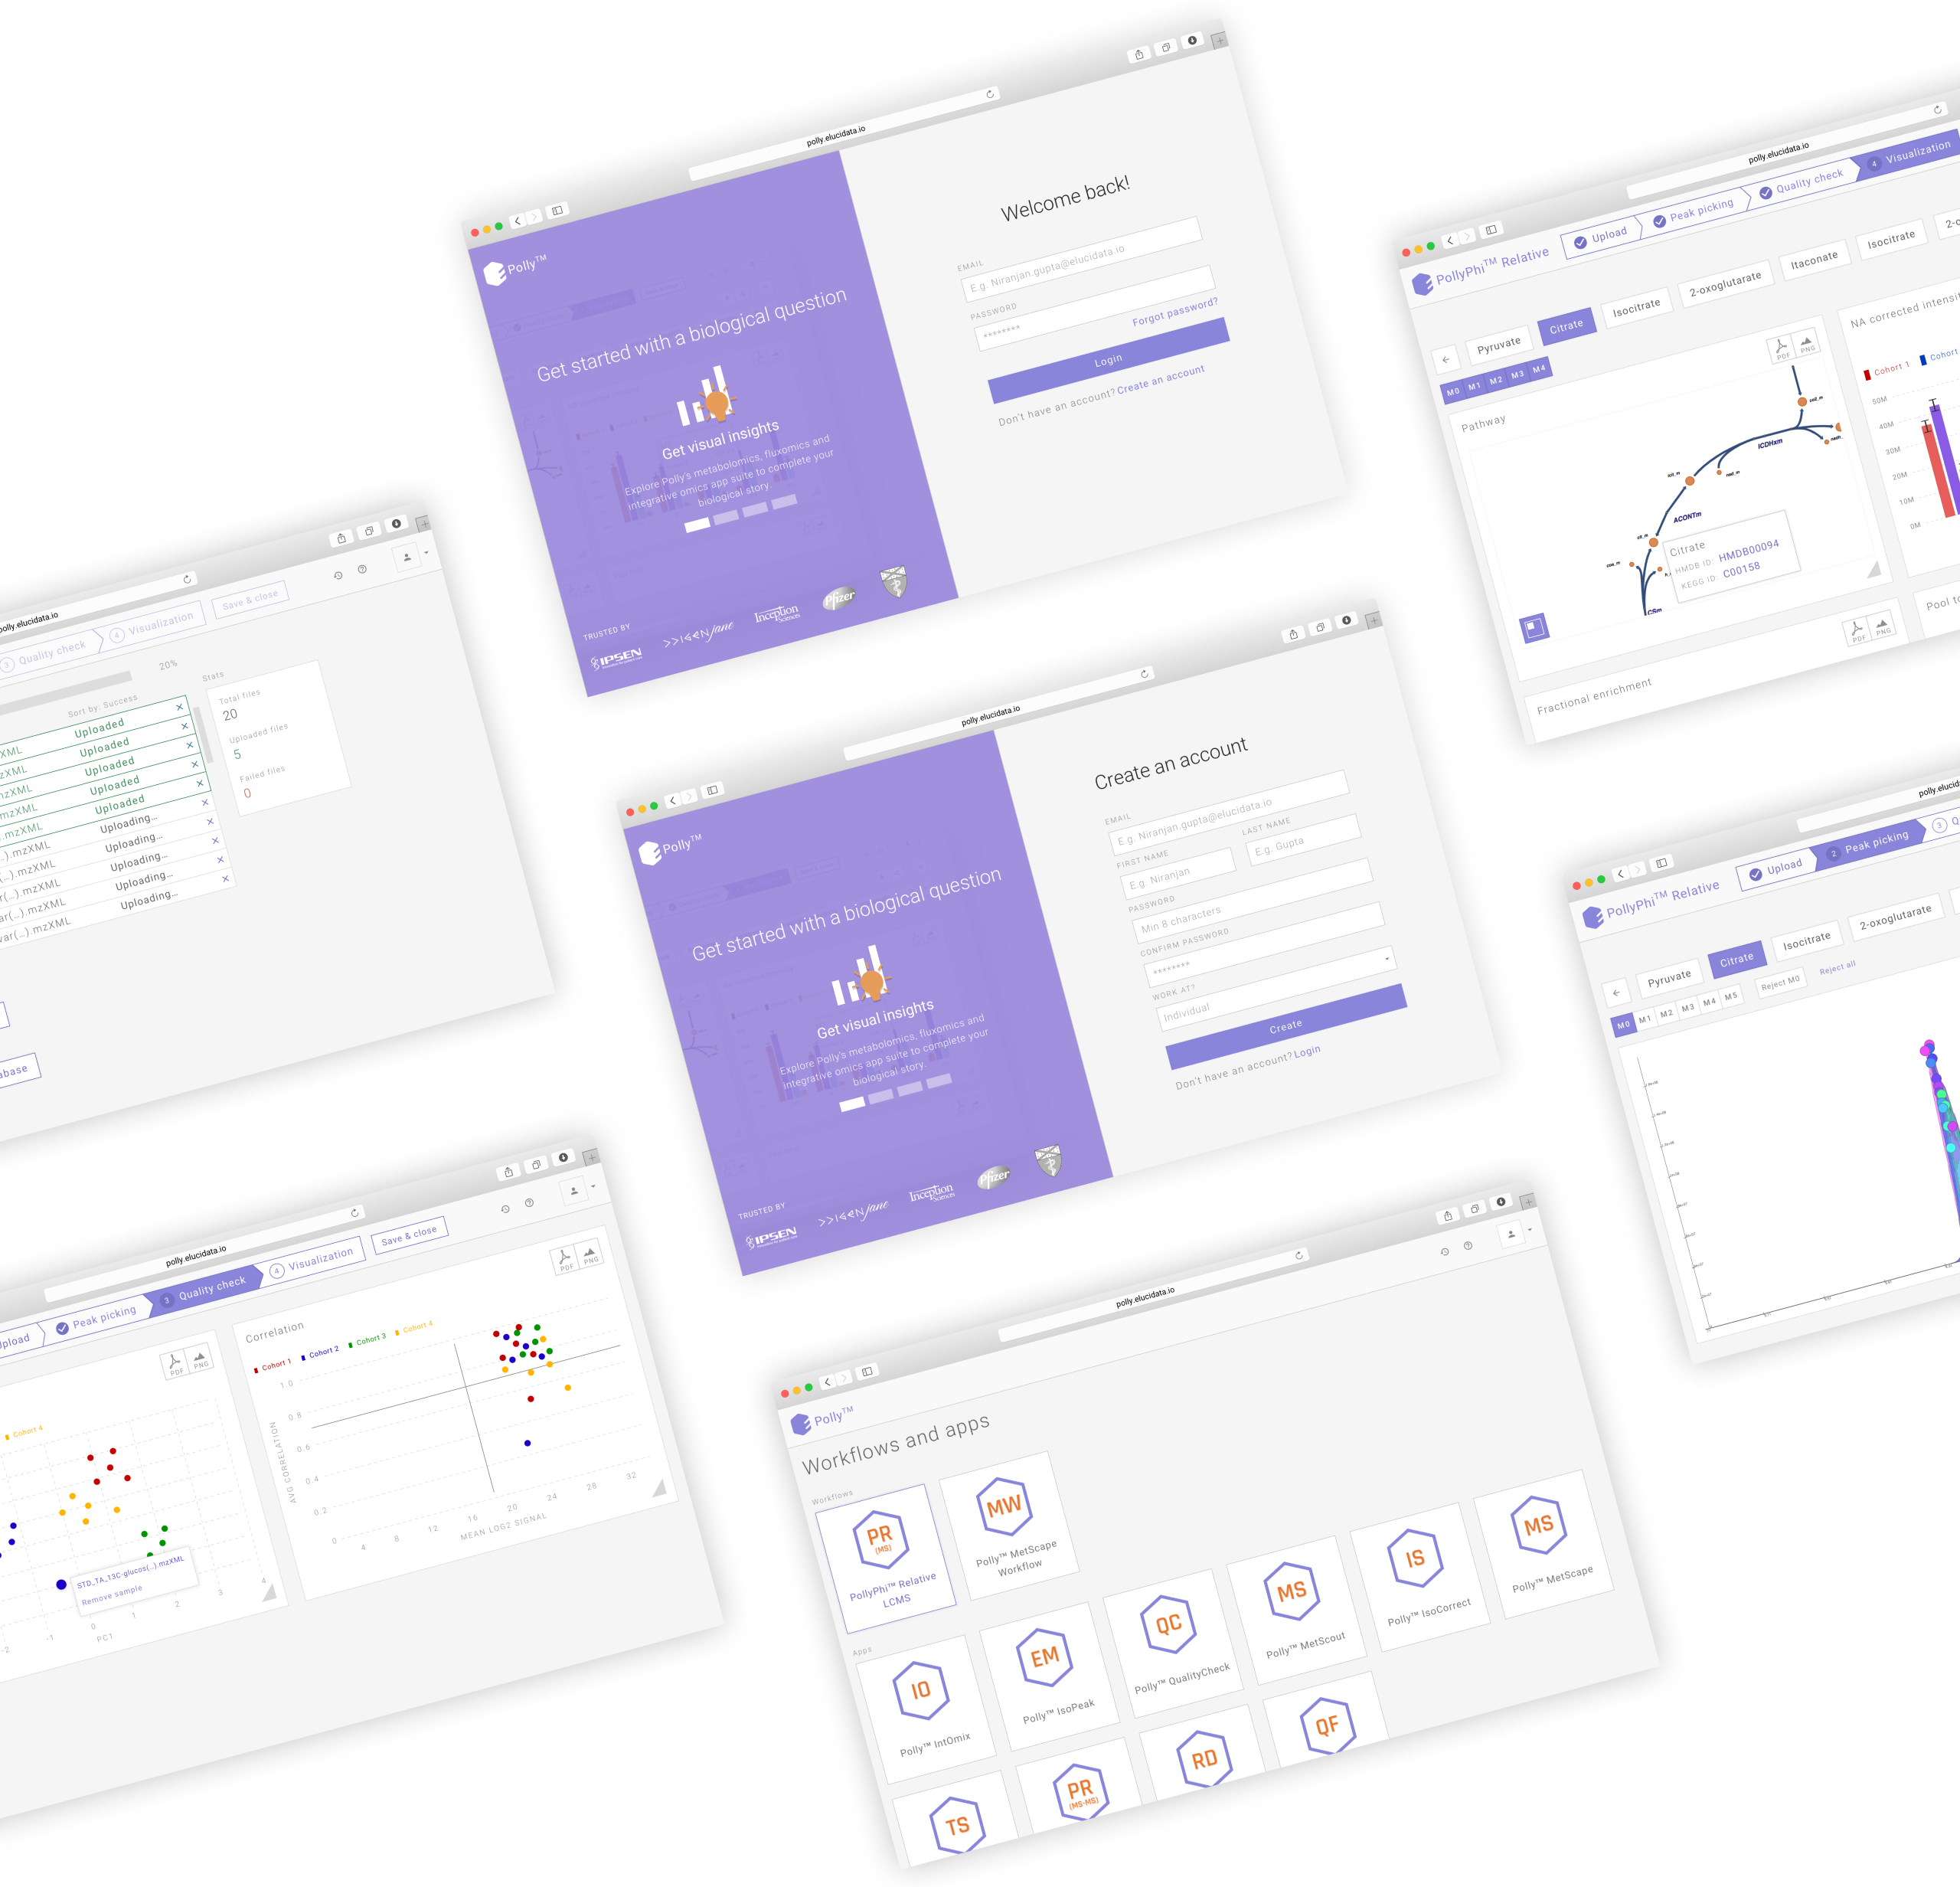 polly.elucidata.io
Polly™
Get started with a biological question
Get visual insights
Explore Polly's metabolomics, fluxomics and
integrative omics app suite to complete your
biological story.
TRUSTED BY
IPSEN
Inception
Sciences
Pfizer
Welcome back!
EMAIL
E.g. Niranjan.gupta@elucidata.io
PASSWORD
********
Forgot password?
Login
Don't have an account? Create an account
polly.elucidata.io
PollyPhi™ Relative
Upload
Peak picking
Quality check
4 Visualization
Pyruvate
Citrate
Isocitrate
2-oxoglutarate
Itaconate
Isocitrate
M0 M1 M2 M3 M4
Pathway
PDF
PNG
ICDHxm
ACONTm
CSm
Citrate
HMDB ID: HMDB00094
KEGG ID: C00158
NA corrected
Cohort 1
Cohort
50M
40M
30M
20M
10M
0M
Fractional enrichment
PDF
PNG
polly.elucidata.io
3 Quality check
4 Visualization
Save & close
20%
Sort by: Success
Uploaded
Uploaded
Uploaded
Uploaded
mzXML
Uploaded
.mzXML
Uploading...
Uploading...
Uploading...
Uploading...
Uploading...
Stats
Total files
20
Uploaded files
5
Failed files
0
polly.elucidata.io
Polly™
Get started with a biological question
Get visual insights
Explore Polly's metabolomics, fluxomics and
integrative omics app suite to complete your
biological story
TRUSTED BY
IPSEN
Inception
Sciences
Pfizer
Create an account
EMAIL
E.g. Niranjan.gupta@elucidata.io
FIRST NAME
E.g. Niranjan
LAST NAME
E.g. Gupta
PASSWORD
Min 8 characters
CONFIRM PASSWORD
********
WORK AT?
Individual
Create
Don't have an account? Login
PollyPhi™ Relative
Upload
2 Peak picking
3
Pyruvate
Citrate
Isocitrate
2-oxoglutarate
M0 M1 M2 M3 M4 M5
Reject M0
Reject all
polly.elucidata.io
Peak picking
3 Quality check
4 Visualization
Save & close
PDF
PNG
Cohort 4
STD_TA_13C-glucos(..).mzXML
Remove sample
-2
-1
0
1
2
3
4
PC1
Correlation
PDF
PNG
Cohort 1
Cohort 2
Cohort 3
Cohort 4
AVG CORRELATION
1.0
0.8
0.6
0.4
0.2
0
4
8
12
16
20
24
28
32
MEAN LOG2 SIGNAL
polly.elucidata.io
Polly™
Workflows and apps
Workflows
PR
(MS)
PollyPhi™ Relative
LCMS
MW
Polly™ MetScape
Workflow
Apps
IO
Polly™ IntOmix
EM
Polly™ IsoPeak
QC
Polly™ QualityCheck
MS
Polly™ MetScout
IS
Polly™ IsoCorrect
MS
Polly™ MetScape
TS
PR
(MS-MS)
RD
QF